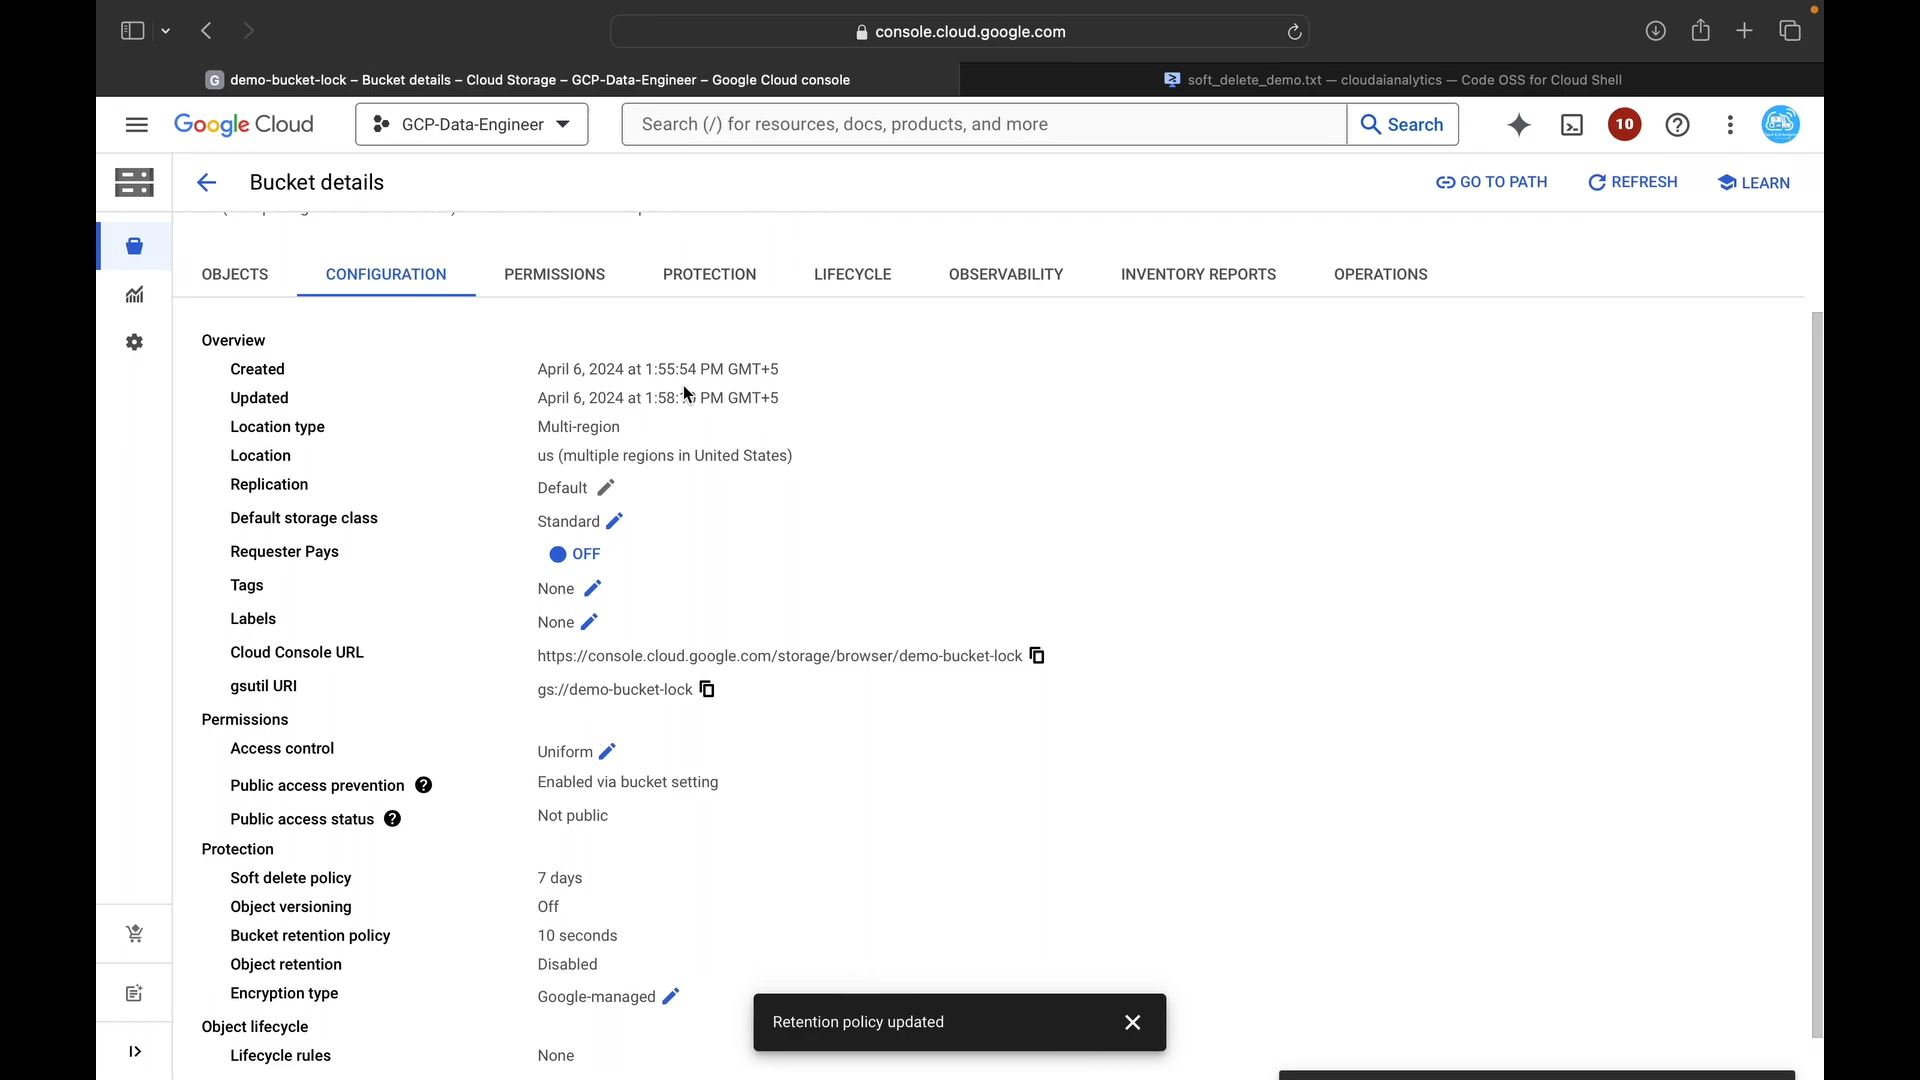 console.cloud.google.com
G demo-bucket-lock – Bucket details – Cloud Storage – GCP-Data-Engineer – Google Cloud console
soft_delete_demo.txt — cloudaianalytics — Code OSS for Cloud Shell
Google Cloud
GCP-Data-Engineer
Search (/) for resources, docs, products, and more
Search
10
Bucket details
GO TO PATH
REFRESH
LEARN
OBJECTS
CONFIGURATION
PERMISSIONS
PROTECTION
LIFECYCLE
OBSERVABILITY
INVENTORY REPORTS
OPERATIONS
Overview
Created April 6, 2024 at 1:55:54 PM GMT+5
Updated April 6, 2024 at PM GMT+5
Location type Multi-region
Location us (multiple regions in United States)
Replication Default
Default storage class Standard
Requester Pays OFF
Tags None
Labels None
Cloud Console URL https://console.cloud.google.com/storage/browser/demo-bucket-lock
gsutil URI gs://demo-bucket-lock
Permissions
Access control Uniform
Public access prevention Enabled via bucket setting
Public access status Not public
Protection
Soft delete policy 7 days
Object versioning Off
Bucket retention policy 10 seconds
Object retention Disabled
Encryption type Google-managed
Retention policy updated
Object lifecycle
Lifecycle rules None